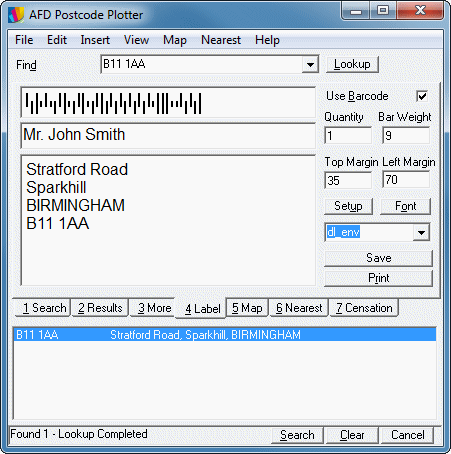 AFD Postcode Plotter
File Edit Insert View Map Nearest Help
Find B11 1AA Lookup
Use Barcode
Mr. John Smith
Quantity Bar Weight
1 9
Stratford Road
Sparkhill
BIRMINGHAM
B11 1AA
Top Margin Left Margin
35 70
Setup Font
dl_env
Save
Print
1 Search 2 Results 3 More 4 Label 5 Map 6 Nearest 7 Censation
B11 1AA Stratford Road, Sparkhill, BIRMINGHAM
Found 1 - Lookup Completed Search Clear Cancel